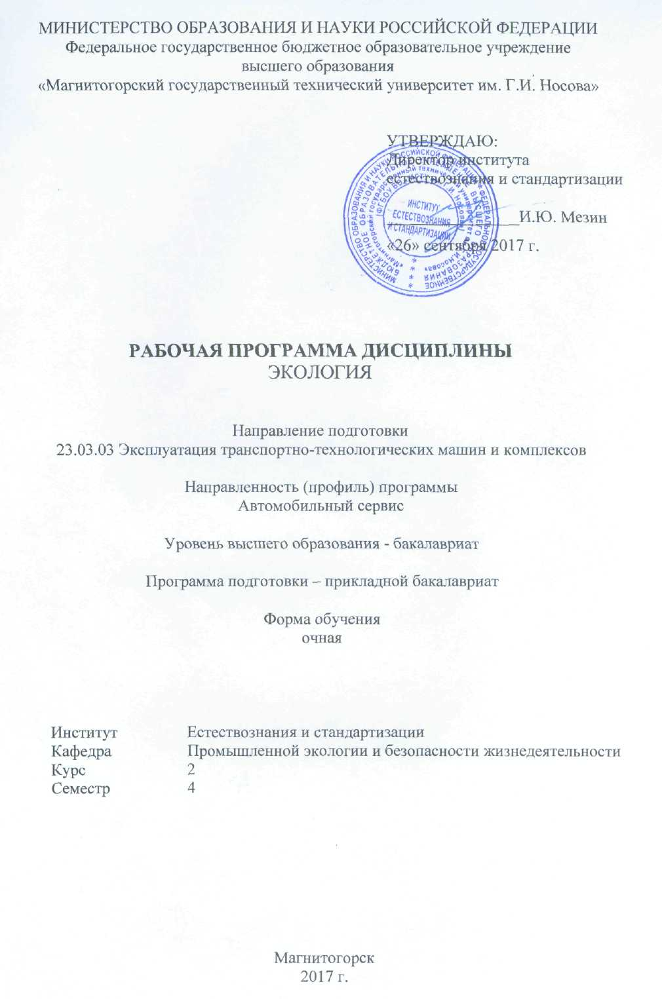 МИНИСТЕРСТВО ОБРАЗОВАНИЯ И НАУКИ РОССИЙСКОЙ ФЕДЕРАЦИИ
Федеральное государственное бюджетное образовательное учреждение
высшего образования
«Магнитогорский государственный технический университет им. Г.И. Носова»
УТВЕРЖДАЮ:
Директор института
естествознания и стандартизации
И.Ю. Мезин
«26» сентября 2017 г.
ИНСТИТУТ
ЕСТЕСТВОЗНАНИЯ
И СТАНДАРТИЗАЦИИ
РАБОЧАЯ ПРОГРАММА ДИСЦИПЛИНЫ
ЭКОЛОГИЯ
Направление подготовки
23.03.03 Эксплуатация транспортно-технологических машин и комплексов
Направленность (профиль) программы
Автомобильный сервис
Уровень высшего образования - бакалавриат
Программа подготовки – прикладной бакалавриат
Форма обучения
очная
Институт Естествознания и стандартизации
Кафедра Промышленной экологии и безопасности жизнедеятельности
Курс 2
Семестр 4
Магнитогорск
2017 г.